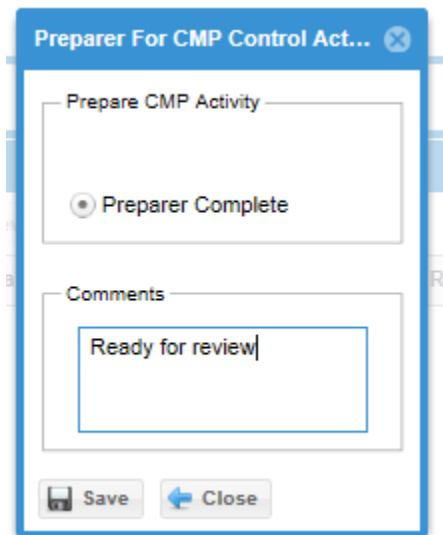 Preparer For CMP Control Act...
Prepare CMP Activity
Preparer Complete
Comments
Ready for review
Save
Close